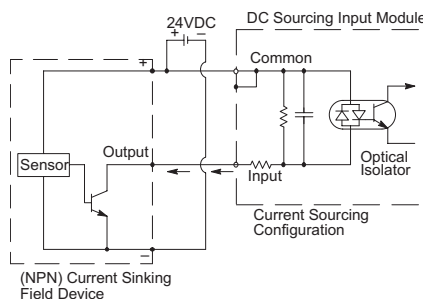 24VDC
+ −
DC Sourcing Input Module
+
Common
Output
Sensor
Input
Optical
Isolator
−
Current Sourcing
Configuration
(NPN) Current Sinking
Field Device